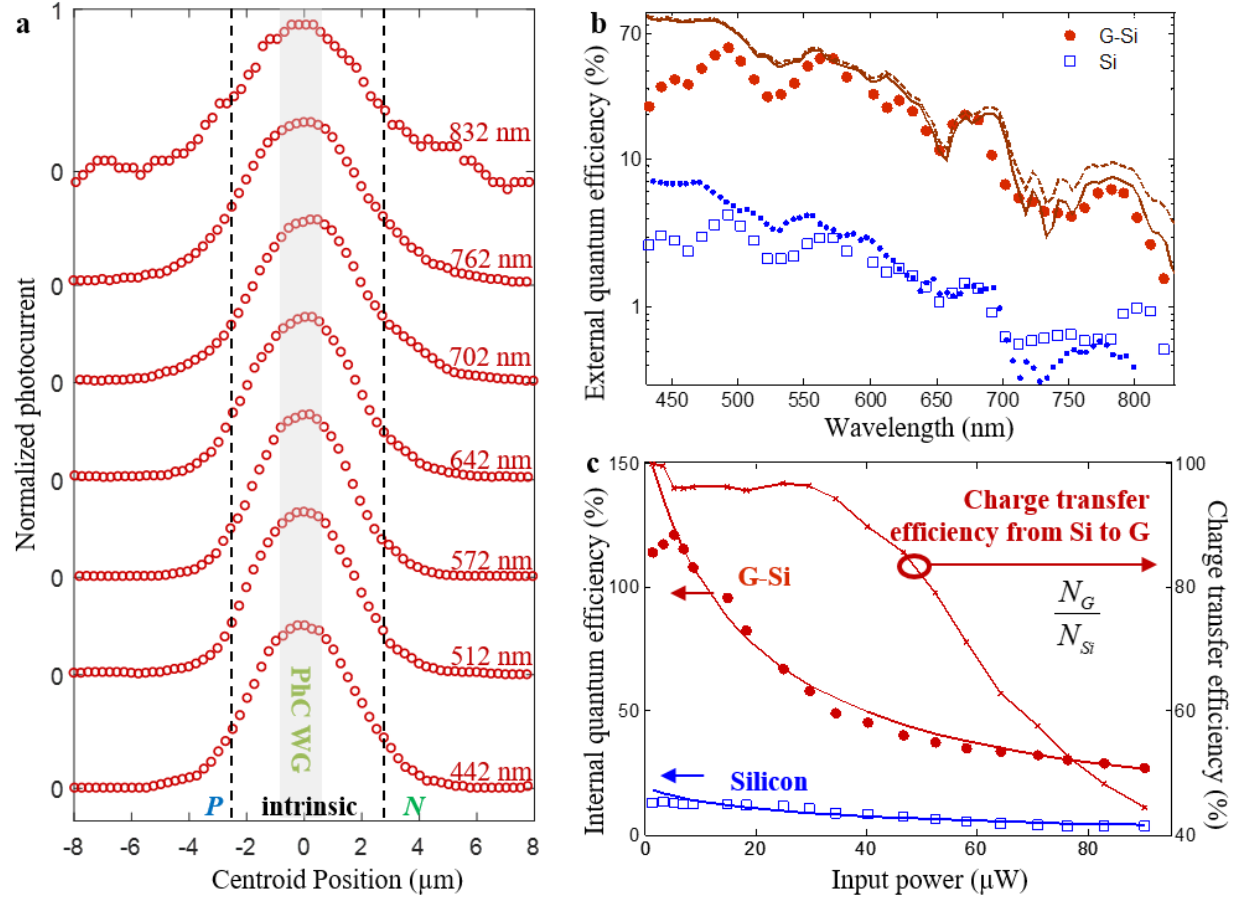 a
Normalized photocurrent
1
0
0
0
0
0
0
0
832 nm
762 nm
702 nm
642 nm
572 nm
512 nm
442 nm
PhC WG
P
intrinsic
N
-8
-6
-4
-2
0
2
4
6
8
Centroid Position (μm)
b
External quantum efficiency (%)
70
10
1
G-Si
Si
450
500
550
600
650
700
750
800
Wavelength (nm)
c
Internal quantum efficiency (%)
150
100
50
0
Charge transfer
efficiency from Si to G
G-Si
N_G
N_Si
Silicon
100
80
60
40
Charge transfer efficiency (%)
0
20
40
60
80
Input power (μW)